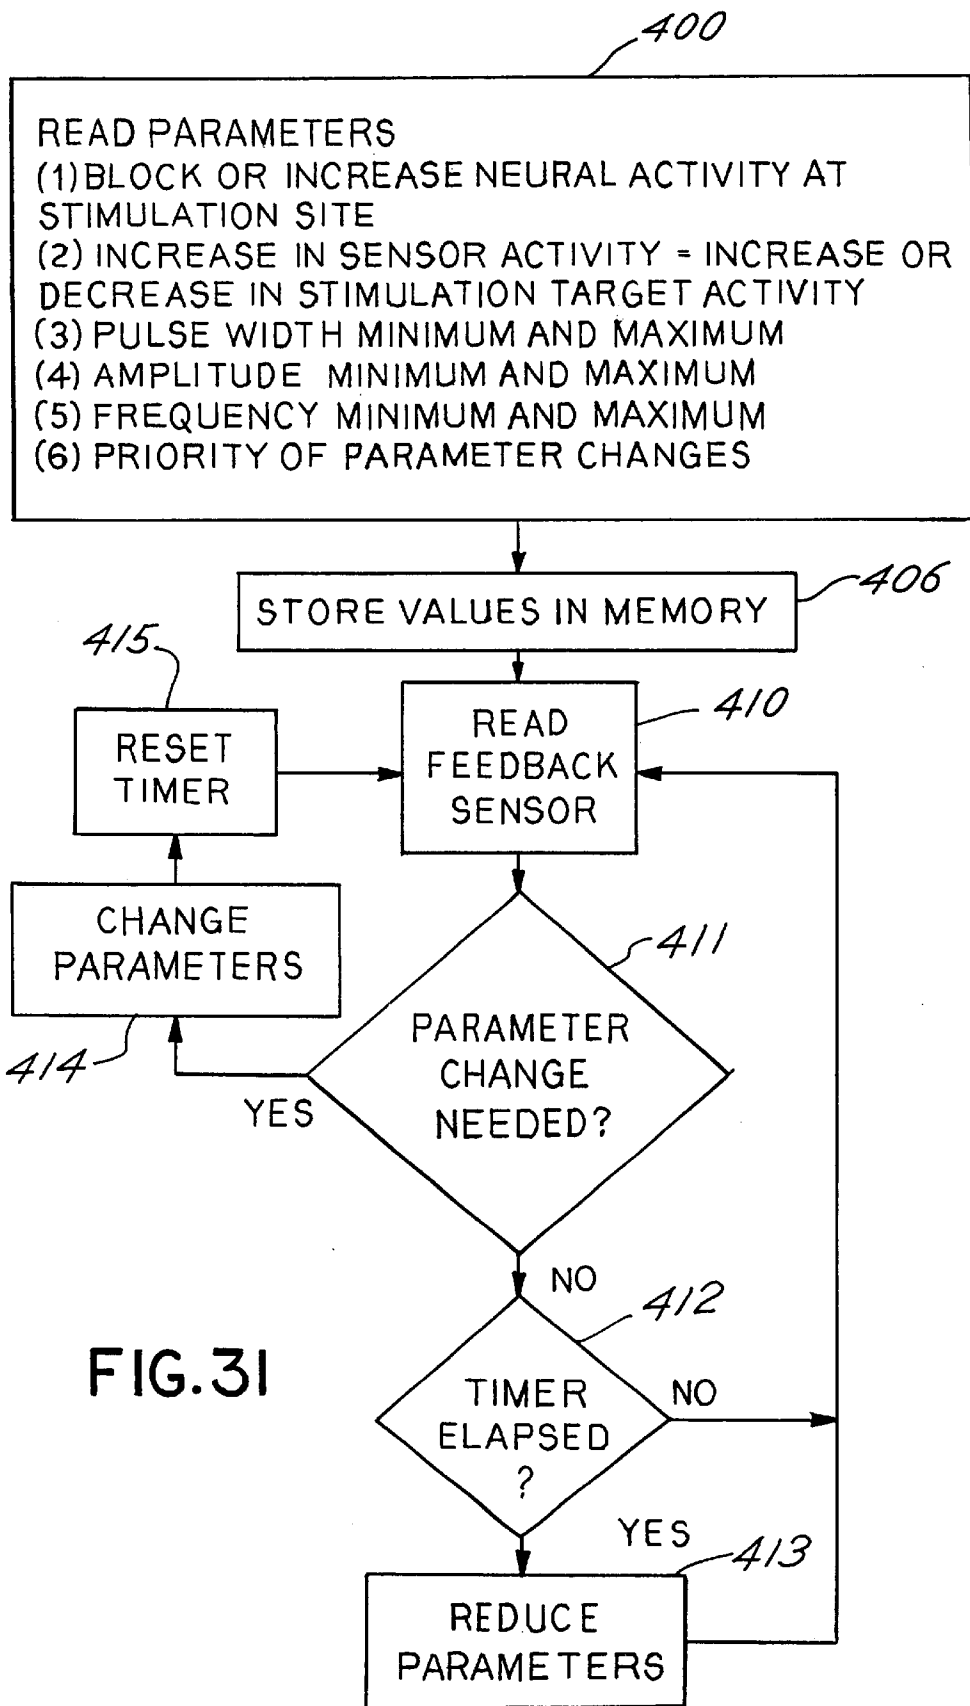 400
READ PARAMETERS
(1) BLOCK OR INCREASE NEURAL ACTIVITY AT
STIMULATION SITE
(2) INCREASE IN SENSOR ACTIVITY = INCREASE OR
DECREASE IN STIMULATION TARGET ACTIVITY
(3) PULSE WIDTH MINIMUM AND MAXIMUM
(4) AMPLITUDE MINIMUM AND MAXIMUM
(5) FREQUENCY MINIMUM AND MAXIMUM
(6) PRIORITY OF PARAMETER CHANGES
406
STORE VALUES IN MEMORY
415
RESET
TIMER
410
READ
FEEDBACK
SENSOR
CHANGE
PARAMETERS
414
411
PARAMETER
CHANGE
NEEDED?
YES
NO
412
TIMER
ELAPSED
?
NO
YES
413
REDUCE
PARAMETERS
FIG.31